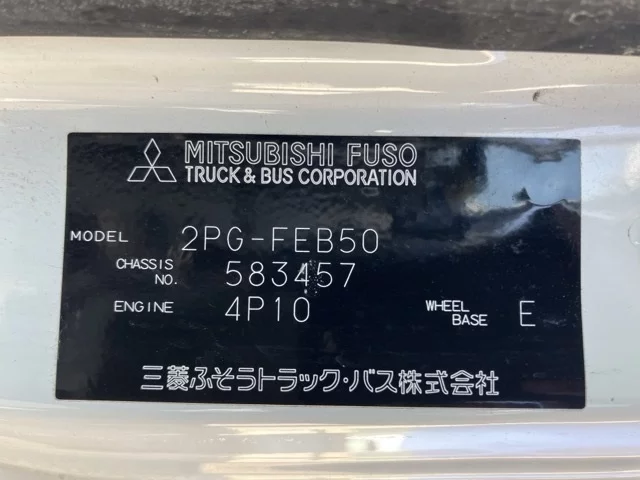 MITSUBISHI FUSO
TRUCK & BUS CORPORATION
MODEL 2PG-FEB50
CHASSIS NO. 583457
ENGINE 4P10 WHEEL BASE E
三菱ふそうトラック・バス株式会社